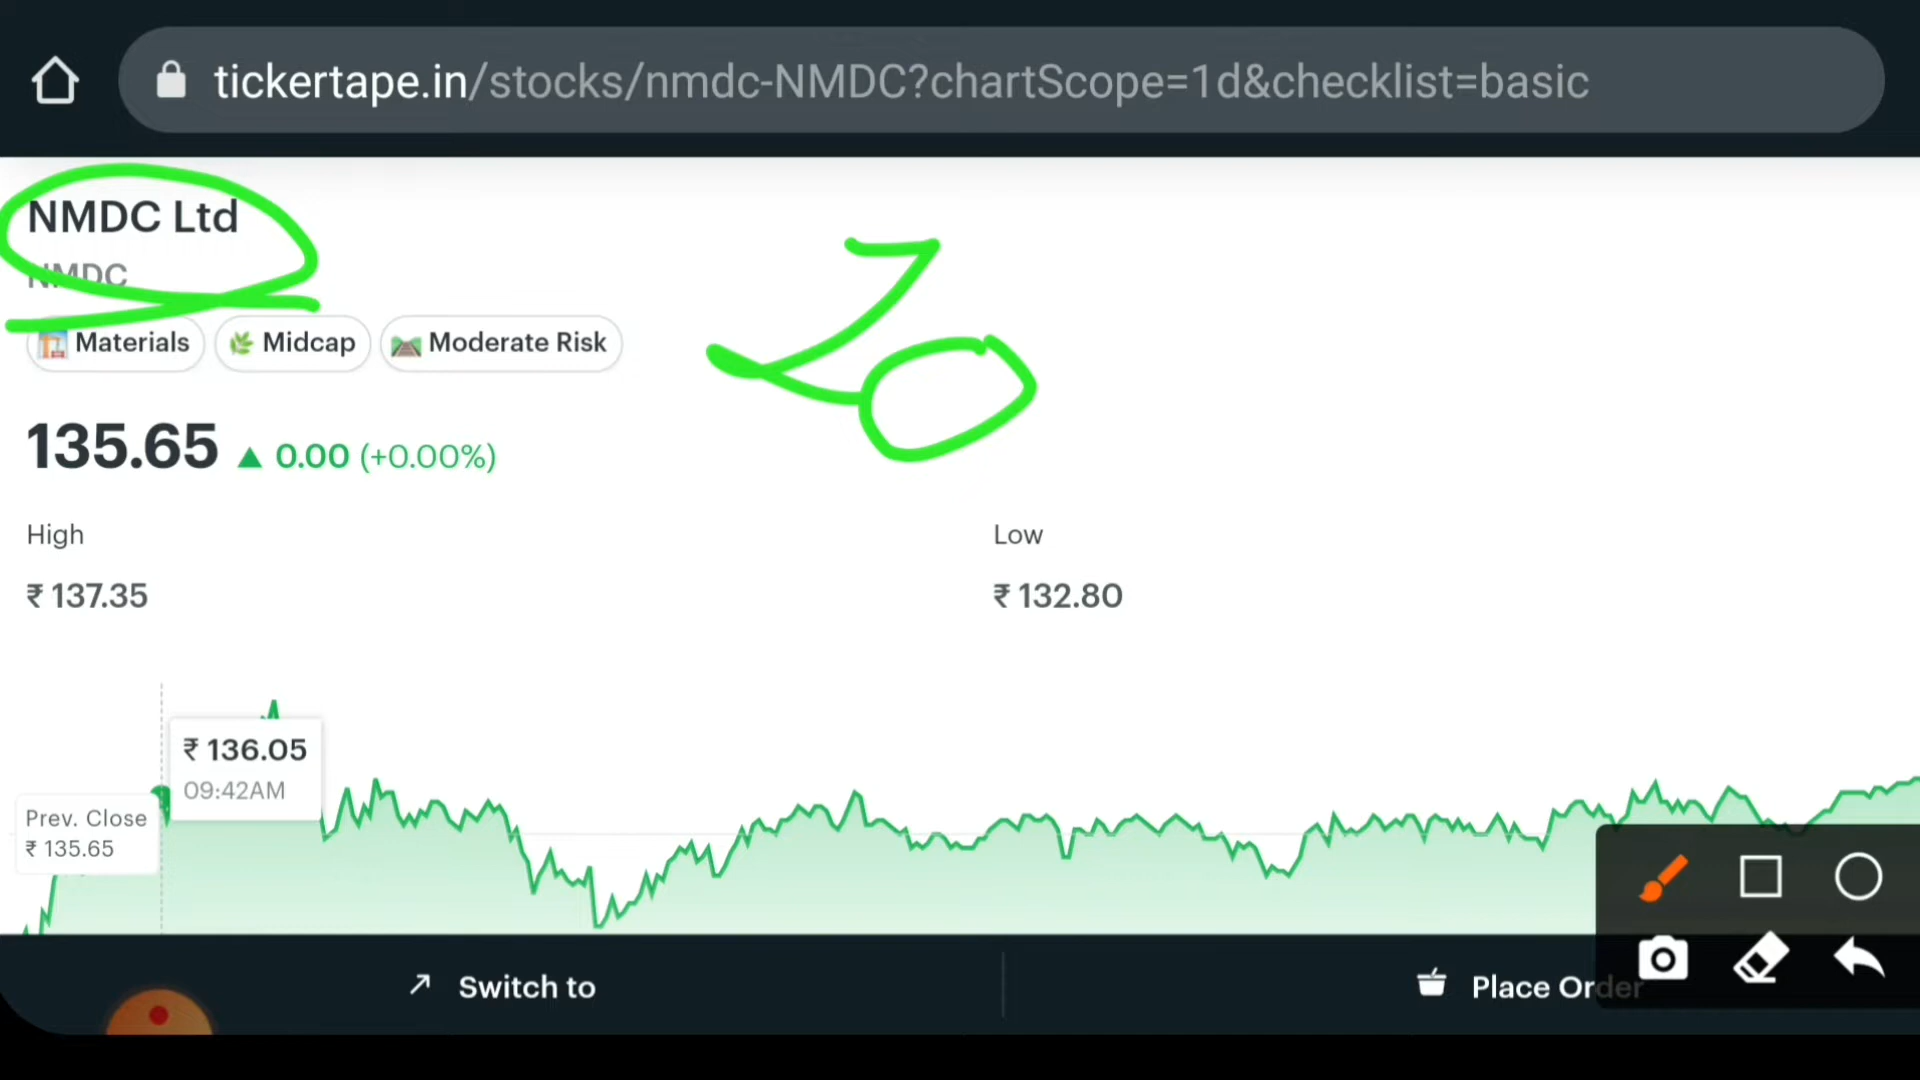 tickertape.in/stocks/nmdc-NMDC?chartScope=1d&checklist=basic
NMDC Ltd
NMDC
20
Materials
Midcap
Moderate Risk
135.65 ▲ 0.00 (+0.00%)
High
₹ 137.35
Low
₹ 132.80
₹ 136.05
09:42AM
Prev. Close
₹ 135.65
Switch to
Place Order